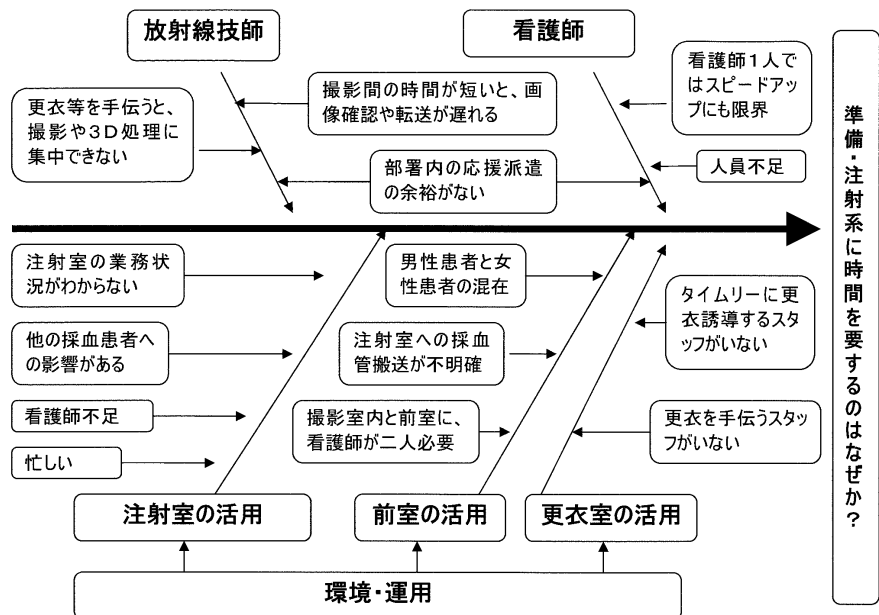 放射線技師
看護師
更衣等を手伝うと、
撮影や3D処理に
集中できない
撮影間の時間が短いと、画
像確認や転送が遅れる
部署内の応援派遣
の余裕がない
看護師1人で
はスピードアッ
プにも限界
人員不足
注射室の業務状
況がわからない
他の採血患者へ
の影響がある
看護師不足
忙しい
男性患者と女
性患者の混在
注射室への採血
管搬送が不明確
撮影室内と前室に、
看護師が二人必要
タイムリーに更
衣誘導するスタ
ッフがいない
更衣を手伝うスタッ
フがいない
注射室の活用
前室の活用
更衣室の活用
環境・運用
準備・注射系に時間を要するのはなぜか?